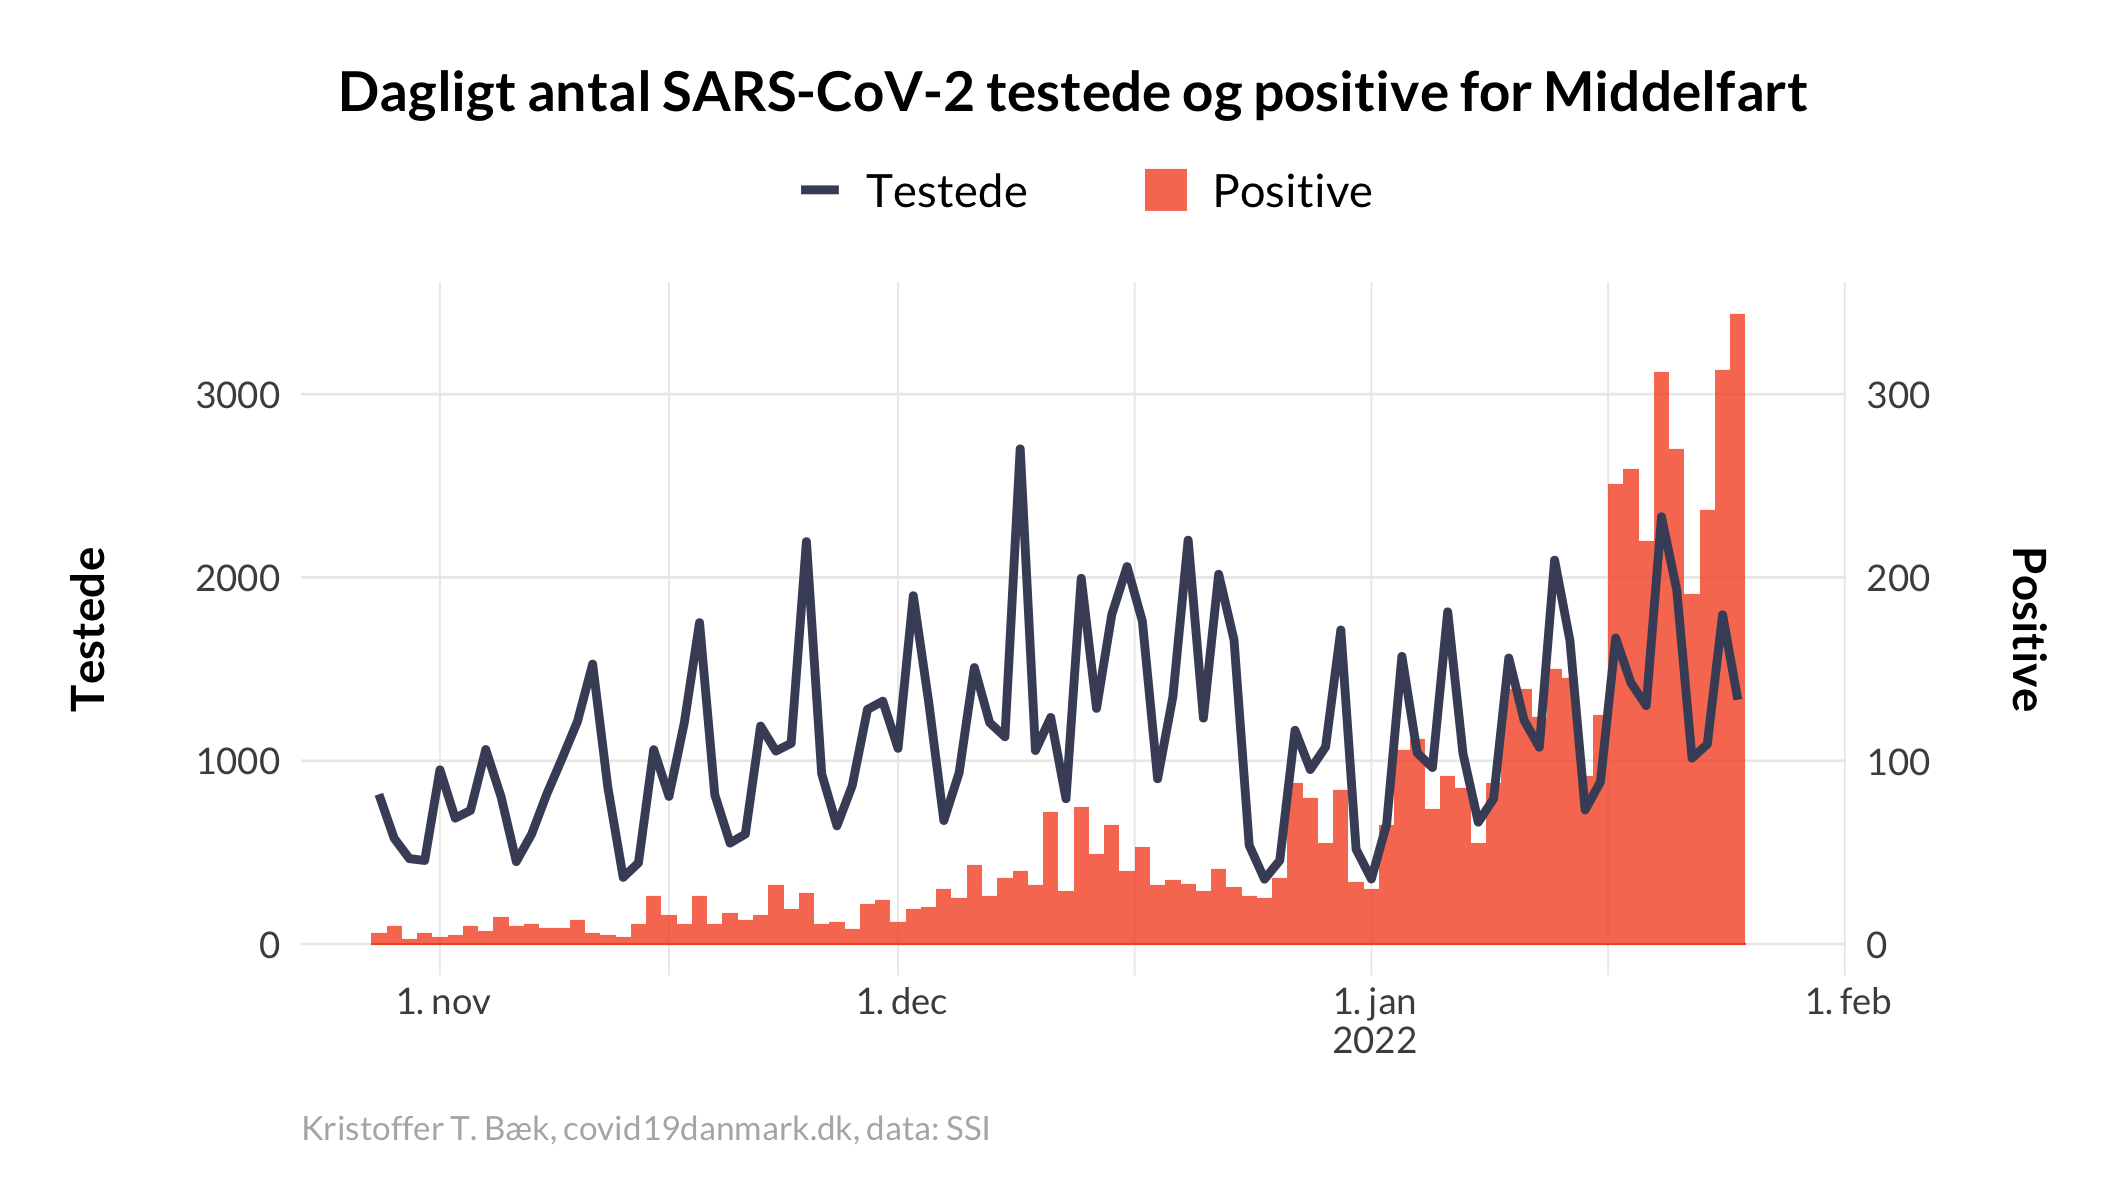 Dagligt antal SARS-CoV-2 testede og positive for Middelfart
Testede
Positive
Testede
3000
2000
1000
0
300
200
100
0
Positive
1. nov
1. dec
1. jan
2022
1. feb
Kristoffer T. Bæk, covid19danmark.dk, data: SSI